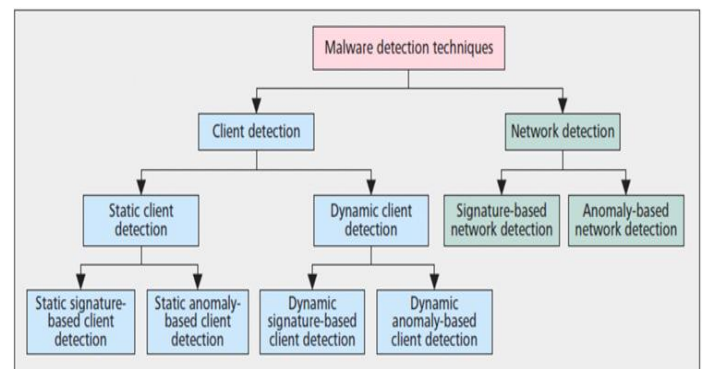 Malware detection techniques
Client detection
Network detection
Static client
detection
Dynamic client
detection
Signature-based
network detection
Anomaly-based
network detection
Static signature-
based client
detection
Static anomaly-
based client
detection
Dynamic
signature-based
client detection
Dynamic
anomaly-based
client detection